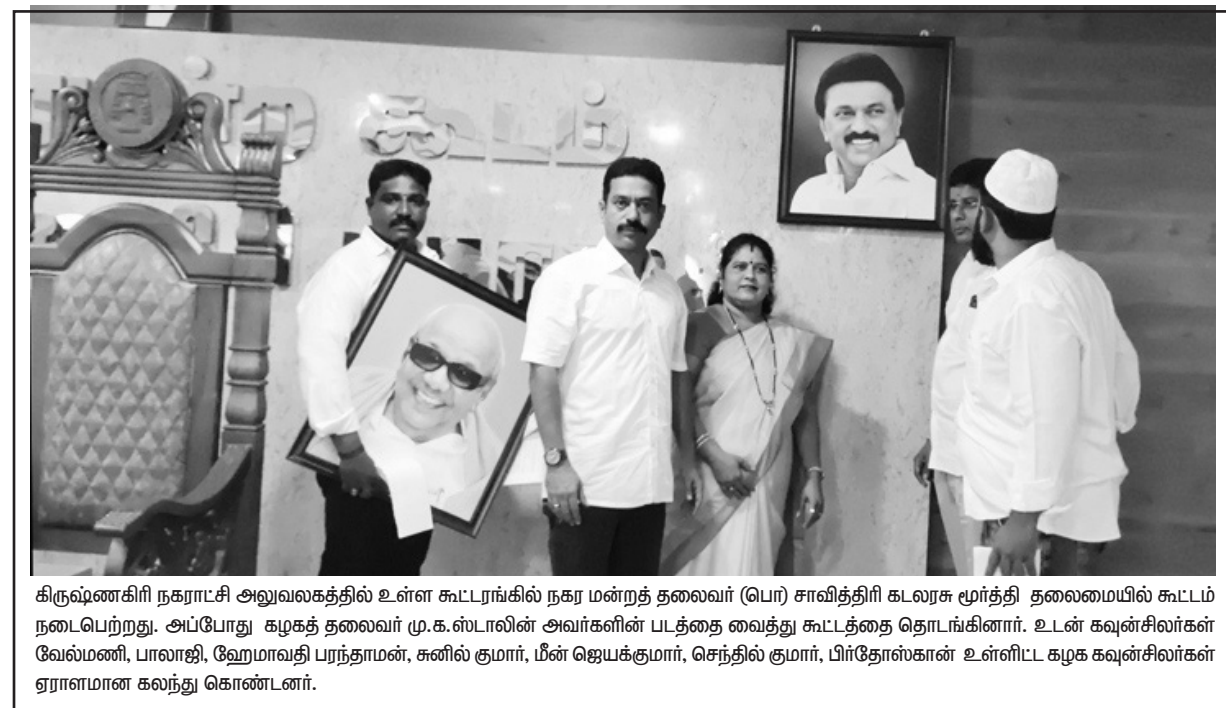 கூடம்
கிருஷ்ணகிரி நகராட்சி அலுவலகத்தில் உள்ள கூட்டரங்கில் நகர மன்றத் தலைவர் (பொ) சாவித்திரி கடலரசு மூர்த்தி தலைமையில் கூட்டம்
நடைபெற்றது. அப்போது கழகத் தலைவர் மு.க.ஸ்டாலின் அவர்களின் படத்தை வைத்து கூட்டத்தை தொடங்கினார். உடன் கவுன்சிலர்கள்
வேல்மணி, பாலாஜி, ஹேமாவதி பரந்தாமன், சுனில் குமார், மீன் ஜெயக்குமார், செந்தில் குமார், பிர்தோஸ்கான் உள்ளிட்ட கழக கவுன்சிலர்கள்
ஏராளமான கலந்து கொண்டனர்.